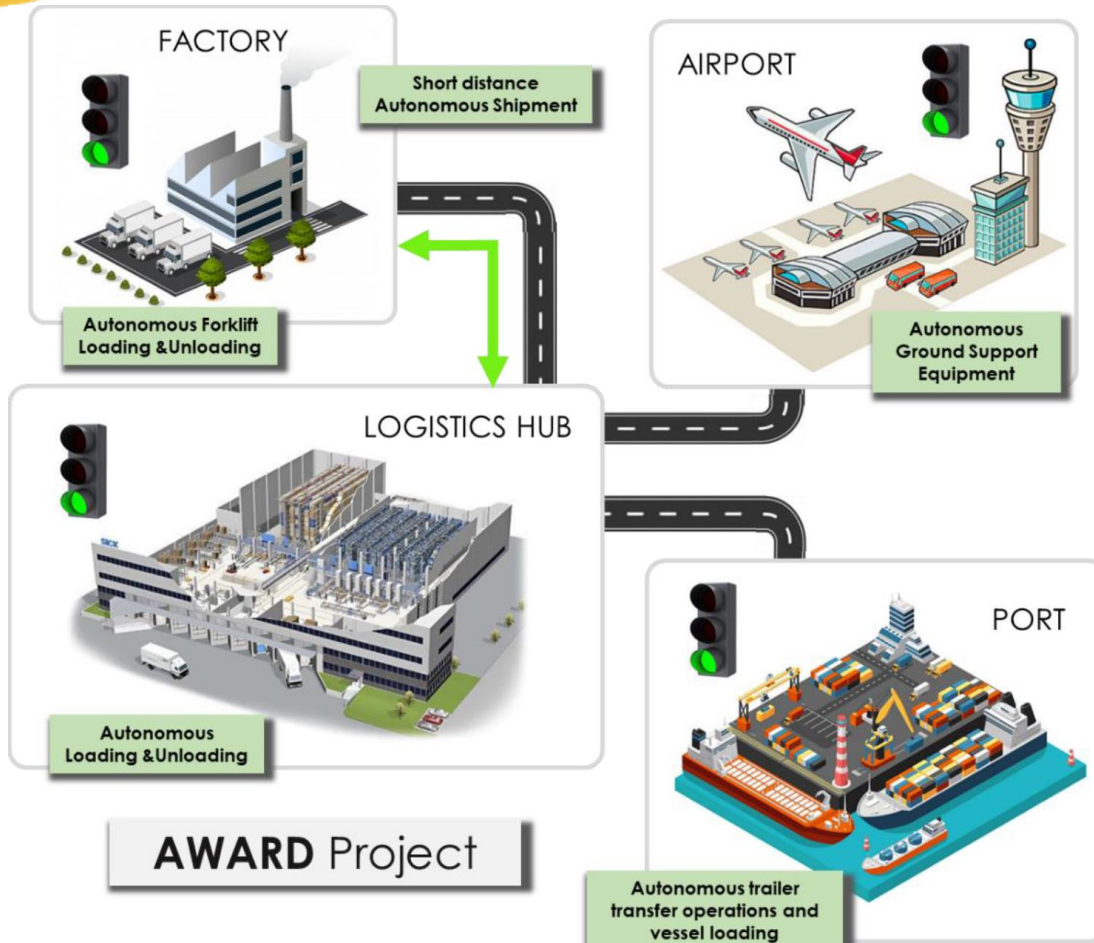 FACTORY
Short distance
Autonomous Shipment
AIRPORT
Autonomous Forklift
Loading &Unloading
Autonomous
Ground Support
Equipment
LOGISTICS HUB
SICK
PORT
Autonomous
Loading &Unloading
AWARD Project
Autonomous trailer
transfer operations and
vessel loading